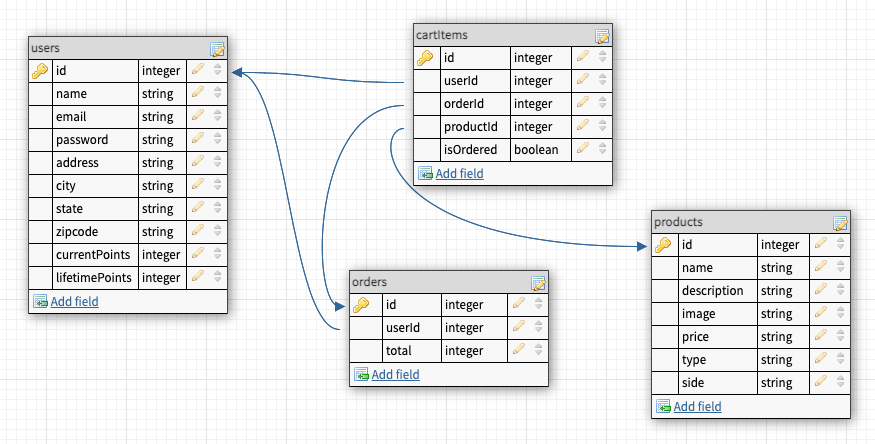 users
id integer
name string
email string
password string
address string
city string
state string
zipcode string
currentPoints integer
lifetimePoints integer
Add field
cartItems
id integer
userId integer
orderId integer
productId integer
isOrdered boolean
Add field
orders
id integer
userId integer
total integer
Add field
products
id integer
name string
description string
image string
price string
type string
side string
Add field